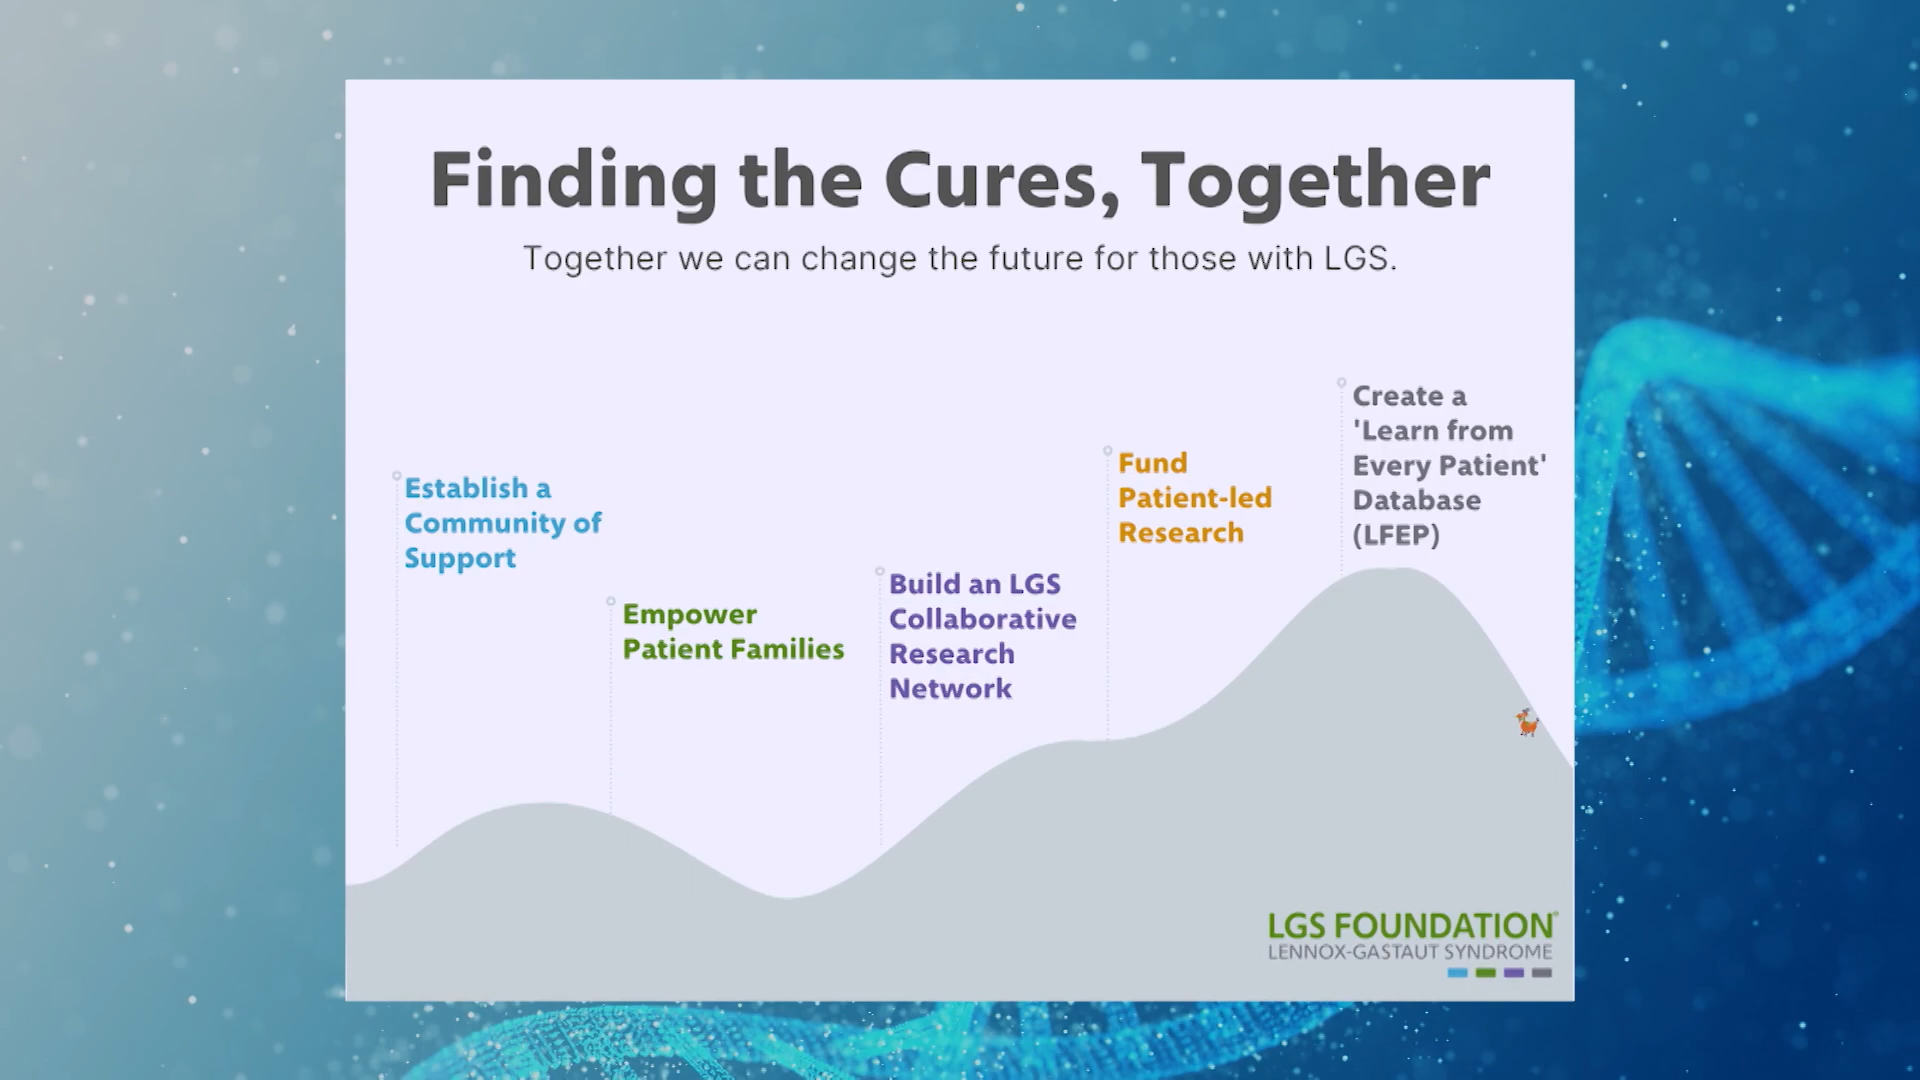 Finding the Cures, Together
Together we can change the future for those with LGS.
Establish a
Community of
Support
Empower
Patient Families
Build an LGS
Collaborative
Research
Network
Fund
Patient-led
Research
Create a
'Learn from
Every Patient'
Database
(LFEP)
LGS FOUNDATION®
LENNOX-GASTAUT SYNDROME